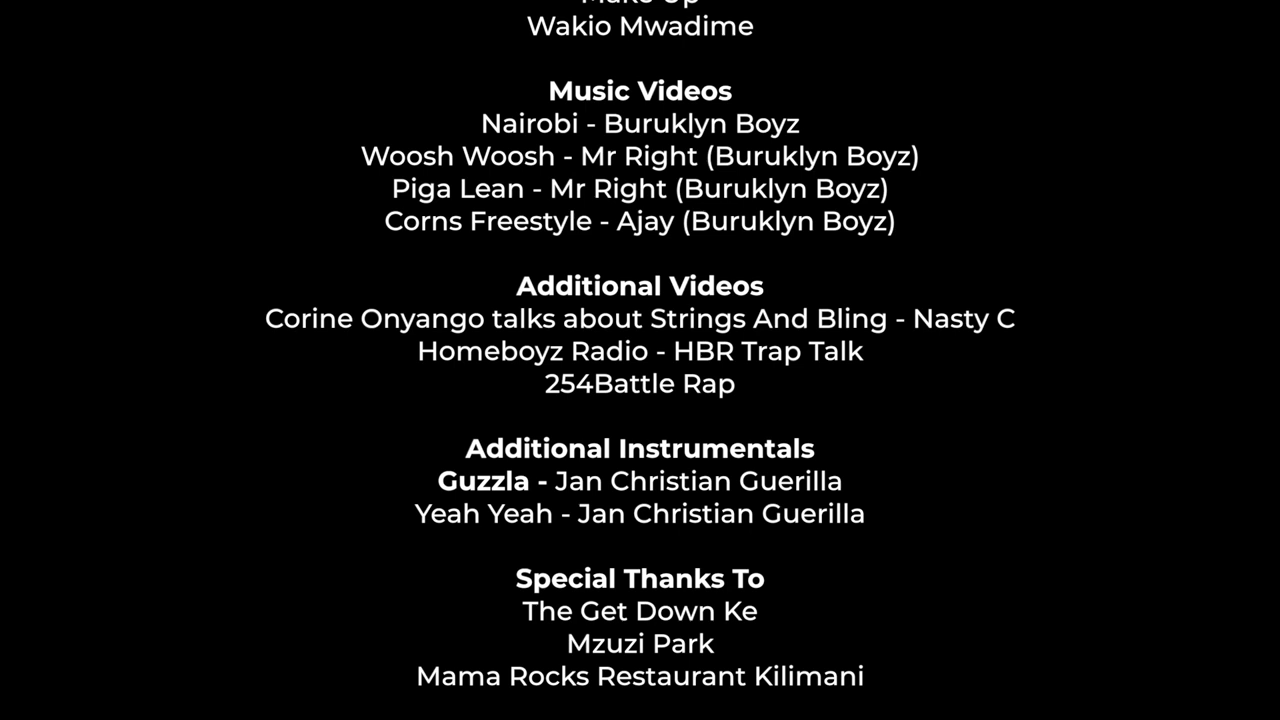 Make Up
Wakio Mwadime
Music Videos
Nairobi - Buruklyn Boyz
Woosh Woosh - Mr Right (Buruklyn Boyz)
Piga Lean - Mr Right (Buruklyn Boyz)
Corns Freestyle - Ajay (Buruklyn Boyz)
Additional Videos
Corine Onyango talks about Strings And Bling - Nasty C
Homeboyz Radio - HBR Trap Talk
254Battle Rap
Additional Instrumentals
Guzzla - Jan Christian Guerilla
Yeah Yeah - Jan Christian Guerilla
Special Thanks To
The Get Down Ke
Mzuzi Park
Mama Rocks Restaurant Kilimani